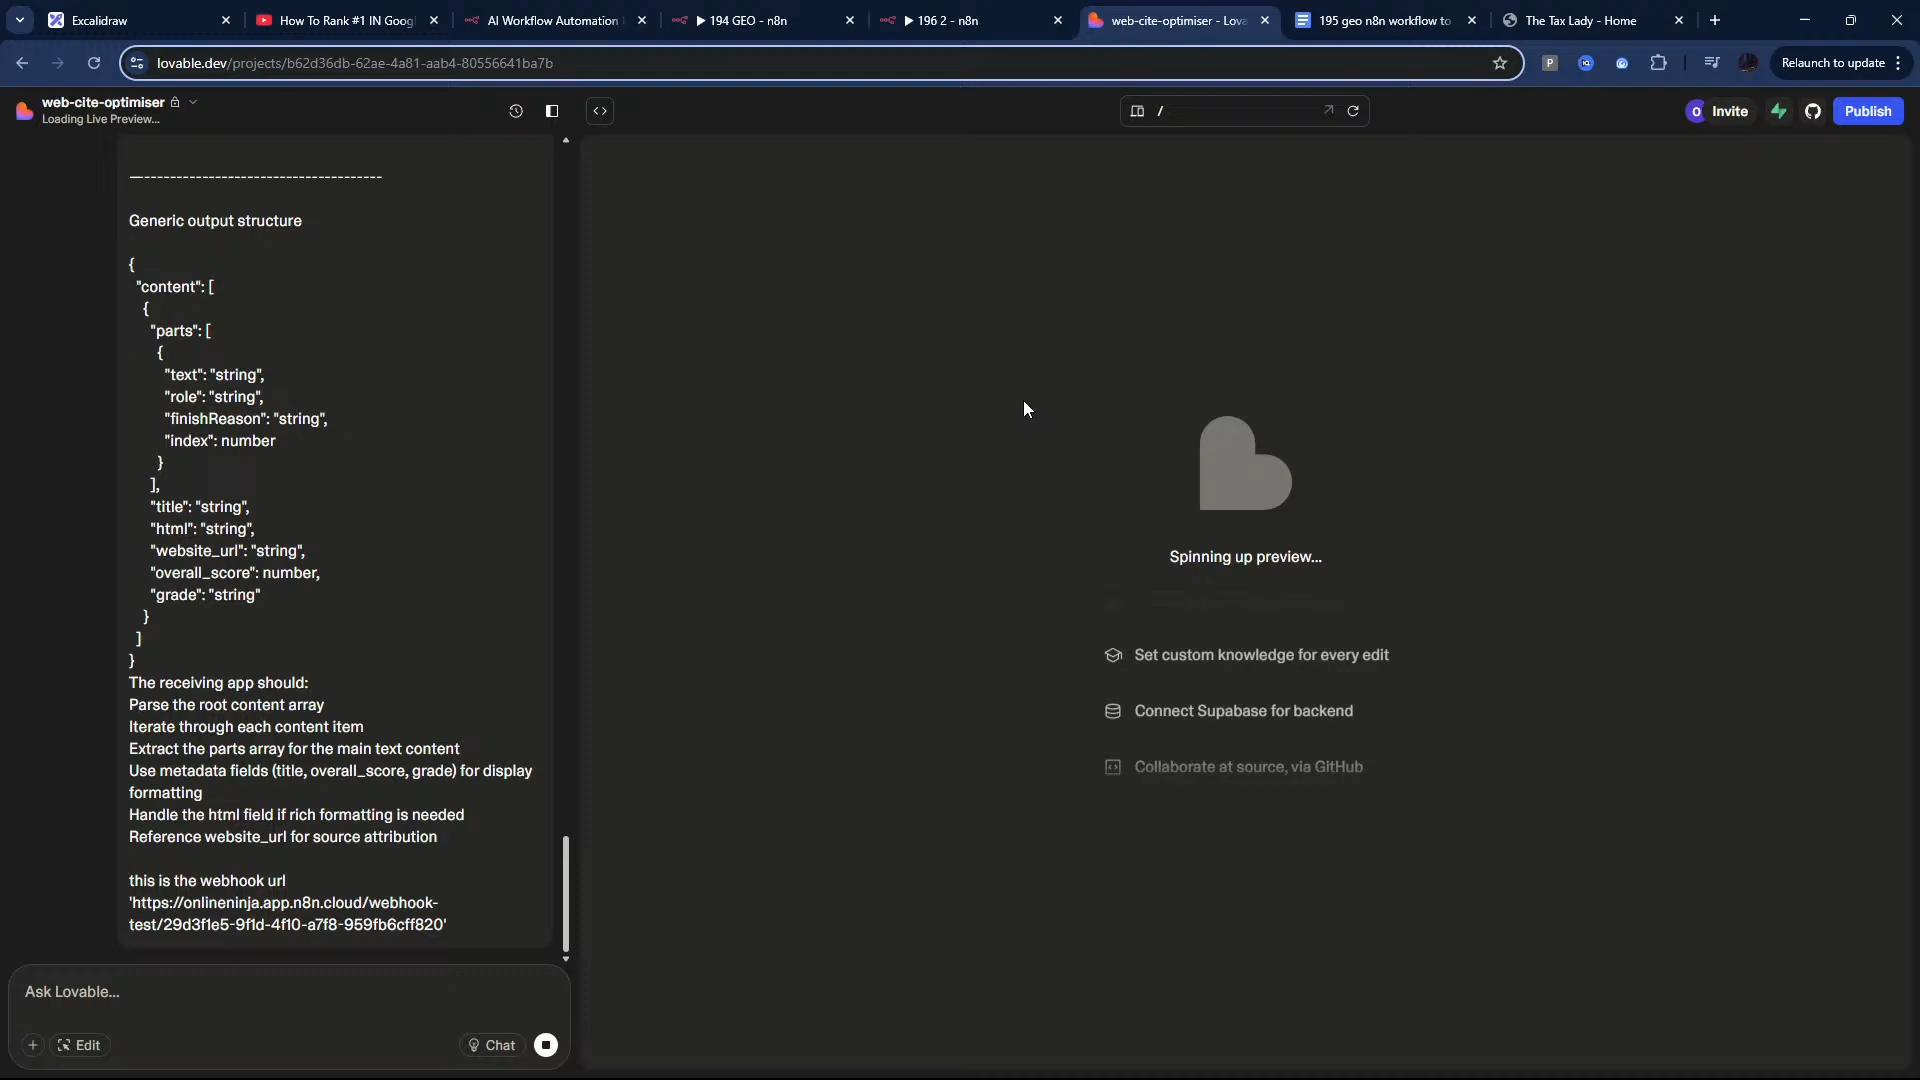 Excalidraw
How To Rank #1 IN Goog
AI Workflow Automation
▶ 194 GEO - n8n
▶ 196 2 - n8n
web-cite-optimiser - Lova
195 geo n8n workflow to
The Tax Lady - Home
lovable.dev/projects/b62d36db-62ae-4a81-aab4-80556641ba7b
P
Relaunch to update
web-cite-optimiser
Loading Live Preview...
/
O
Invite
Publish
—-------------------------------------
Generic output structure
{
"content": [
{
"parts": [
{
"text": "string",
"role": "string",
"finishReason": "string",
"index": number
}
],
"title": "string",
"html": "string",
"website_url": "string",
"overall_score": number,
"grade": "string"
}
]
}
The receiving app should:
Parse the root content array
Iterate through each content item
Extract the parts array for the main text content
Use metadata fields (title, overall_score, grade) for display
formatting
Handle the html field if rich formatting is needed
Reference website_url for source attribution
this is the webhook url
'https://onlineninja.app.n8n.cloud/webhook-
test/29d3f1e5-9f1d-4f10-a7f8-959fb6cff820'
Ask Lovable...
Edit
Chat
Spinning up preview...
Set custom knowledge for every edit
Connect Supabase for backend
Collaborate at source, via GitHub